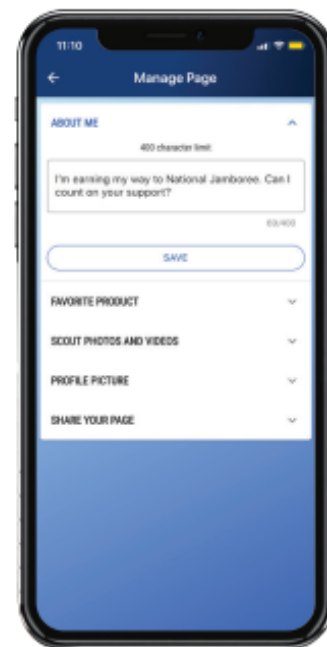 11:10
Manage Page
ABOUT ME
400 character limit
I'm earning my way to National Jamboree. Can I
count on your support?
69/400
SAVE
FAVORITE PRODUCT
SCOUT PHOTOS AND VIDEOS
PROFILE PICTURE
SHARE YOUR PAGE